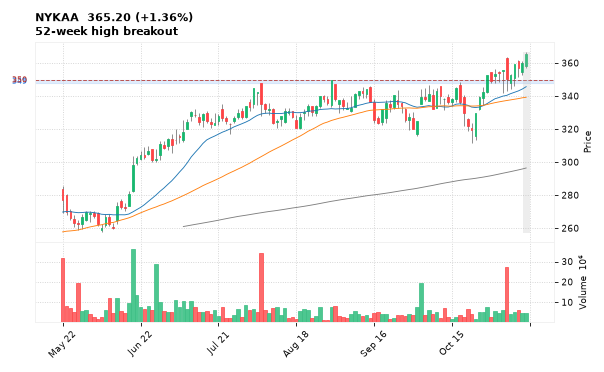 NYKAA 365.20 (+1.36%)
52-week high breakout
360
340
320
300
280
260
Price
30
20
10
Volume 10⁴
May 22
Jun 22
Jul 21
Aug 18
Sep 16
Oct 15